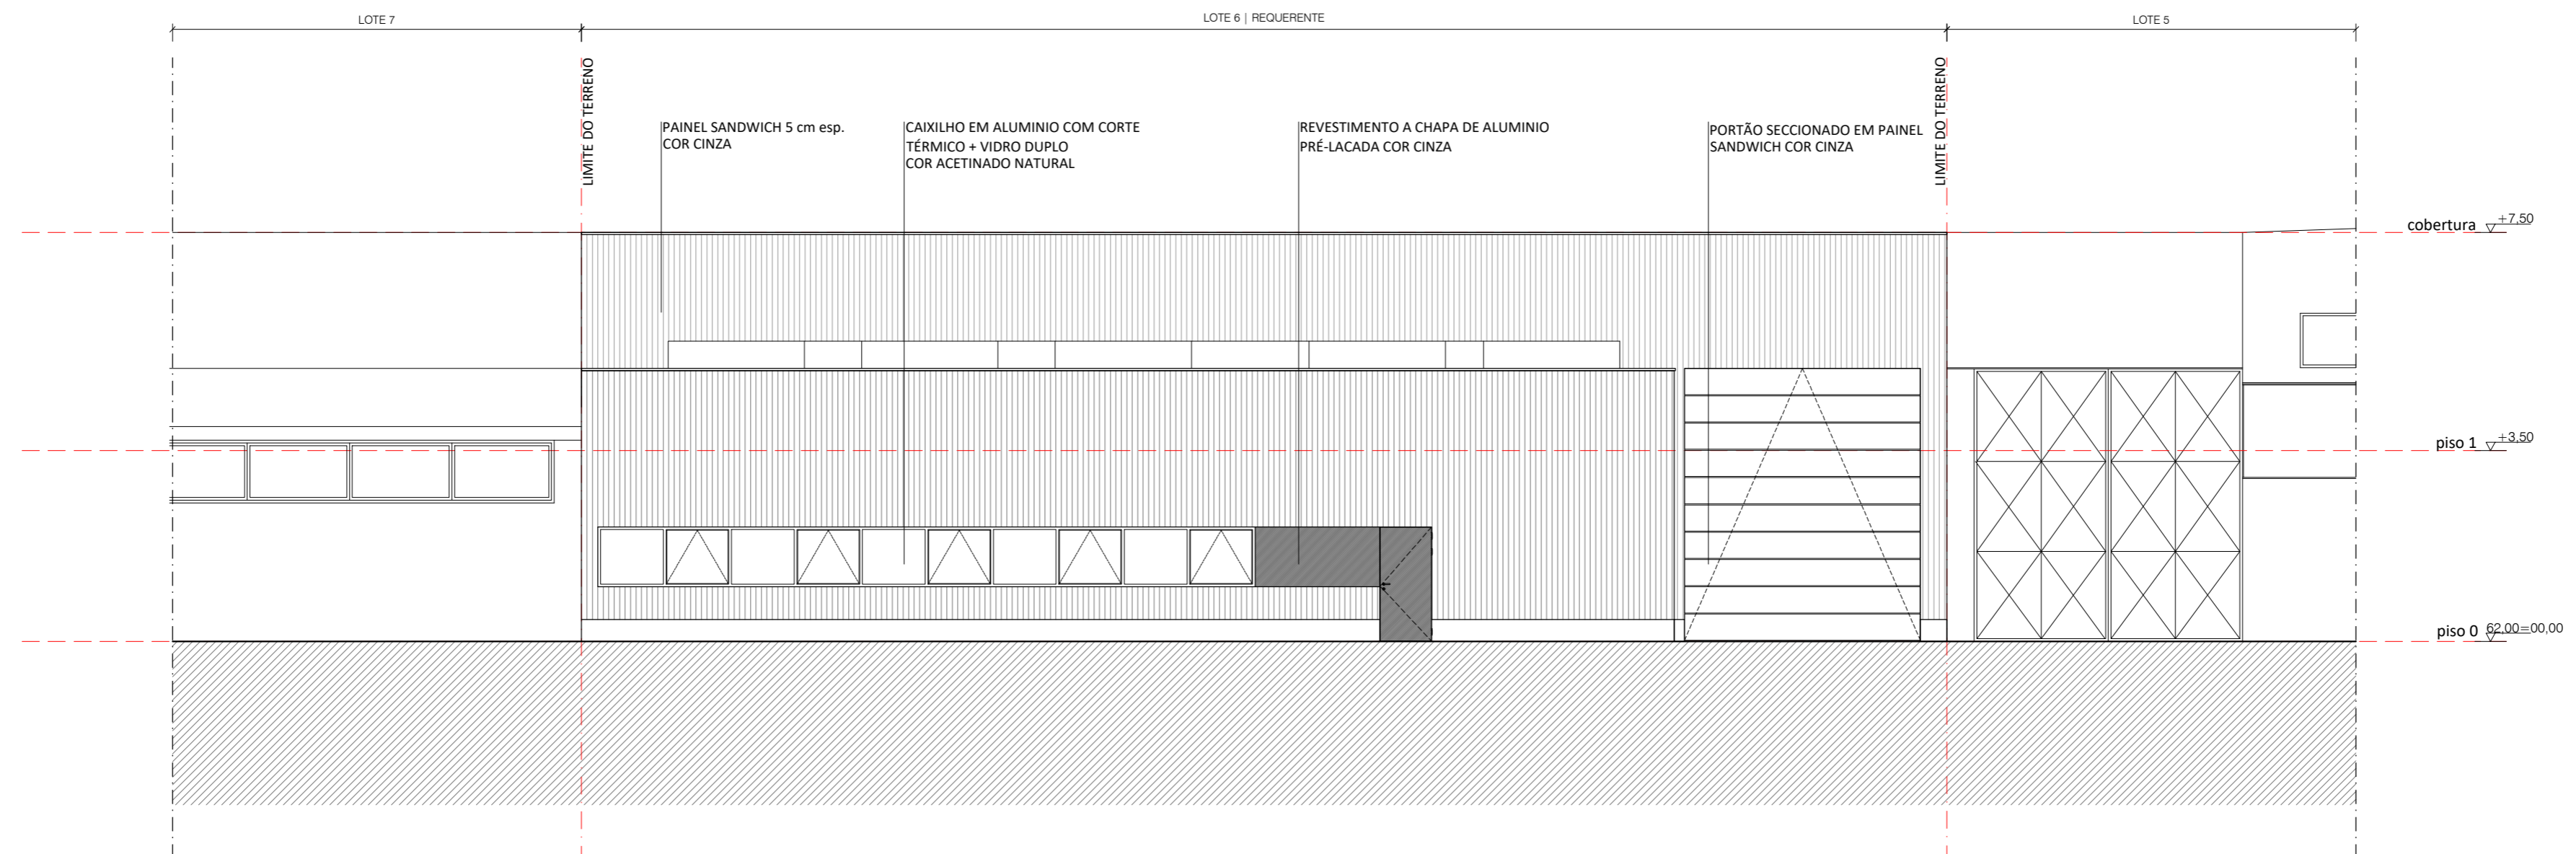 LOTE 7
LOTE 6 | REQUERENTE
LOTE 5
LIMITE DO TERRENO
PAINEL SANDWICH 5 cm esp.
COR CINZA
CAIXILHO EM ALUMINIO COM CORTE
TÉRMICO + VIDRO DUPLO
COR ACETINADO NATURAL
REVESTIMENTO A CHAPA DE ALUMINIO
PRÉ-LACADA COR CINZA
PORTÃO SECCIONADO EM PAINEL
SANDWICH COR CINZA
LIMITE DO TERRENO
cobertura +7,50
piso 1 +3,50
piso 0 62,00=00,00